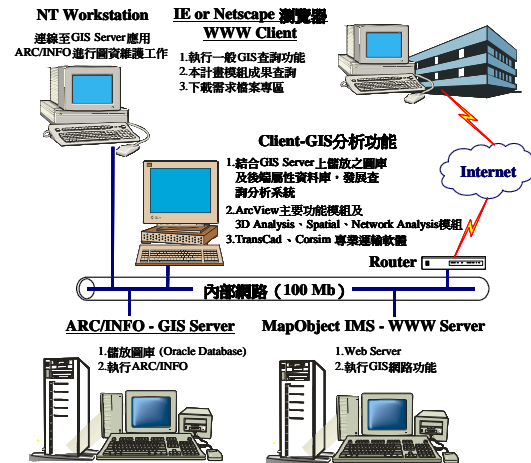 NT Workstation
連線至GIS Server應用
ARC/INFO進行圖資維護工作
IE or Netscape 瀏覽器
WWW Client
1.執行一般GIS查詢功能
2.本計畫模組成果查詢
3.下載需求檔案專區
Client-GIS分析功能
1.結合GIS Server上儲放之圖庫
及後端屬性資料庫，發展查
詢分析系統
2.ArcView主要功能模組及
3D Analysis、Spatial、Network Analysis模組
3.TransCad、Corsim 專業運輸軟體
Internet
Router
內部網路（100 Mb）
ARC/INFO - GIS Server
1.儲放圖庫 (Oracle Database)
2.執行ARC/INFO
MapObject IMS - WWW Server
1.Web Server
2.執行GIS網路功能